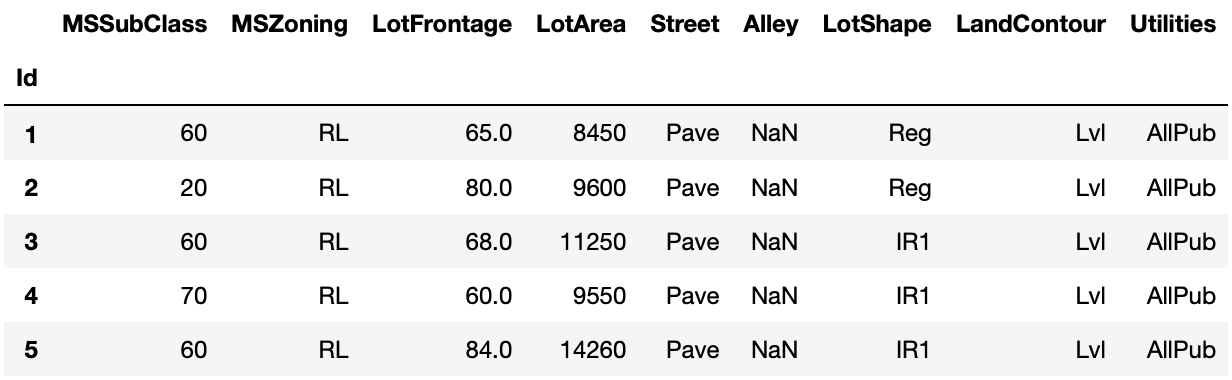 MSSubClass MSZoning LotFrontage LotArea Street Alley LotShape LandContour Utilities
Id
1 60 RL 65.0 8450 Pave NaN Reg Lvl AllPub
2 20 RL 80.0 9600 Pave NaN Reg Lvl AllPub
3 60 RL 68.0 11250 Pave NaN IR1 Lvl AllPub
4 70 RL 60.0 9550 Pave NaN IR1 Lvl AllPub
5 60 RL 84.0 14260 Pave NaN IR1 Lvl AllPub